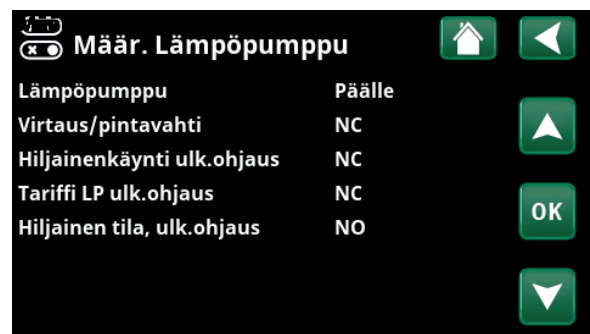 Määr. Lämpöpumppu
Lämpöpumppu Päälle
Virtaus/pintavahti NC
Hiljainenkäynti ulk.ohjaus NC
Tariffi LP ulk.ohjaus NC
Hiljainen tila, ulk.ohjaus NO
OK